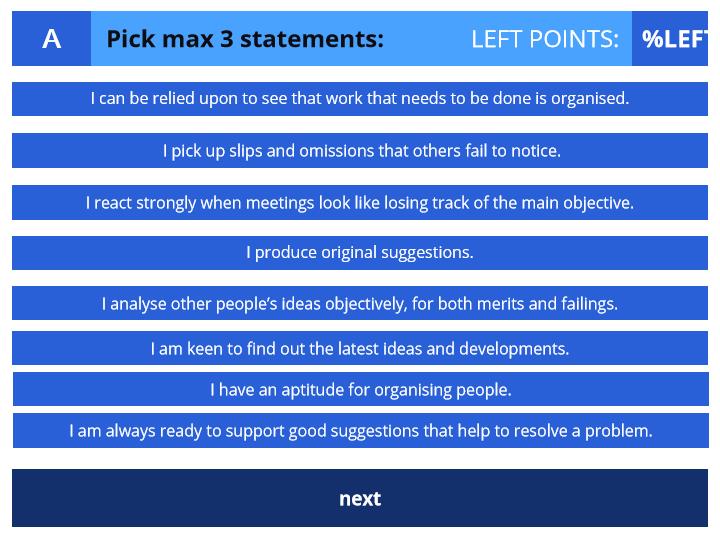 A
Pick max 3 statements:
LEFT POINTS:
%LEFT
I can be relied upon to see that work that needs to be done is organised.
I pick up slips and omissions that others fail to notice.
I react strongly when meetings look like losing track of the main objective.
I produce original suggestions.
I analyse other people’s ideas objectively, for both merits and failings.
I am keen to find out the latest ideas and developments.
I have an aptitude for organising people.
I am always ready to support good suggestions that help to resolve a problem.
next